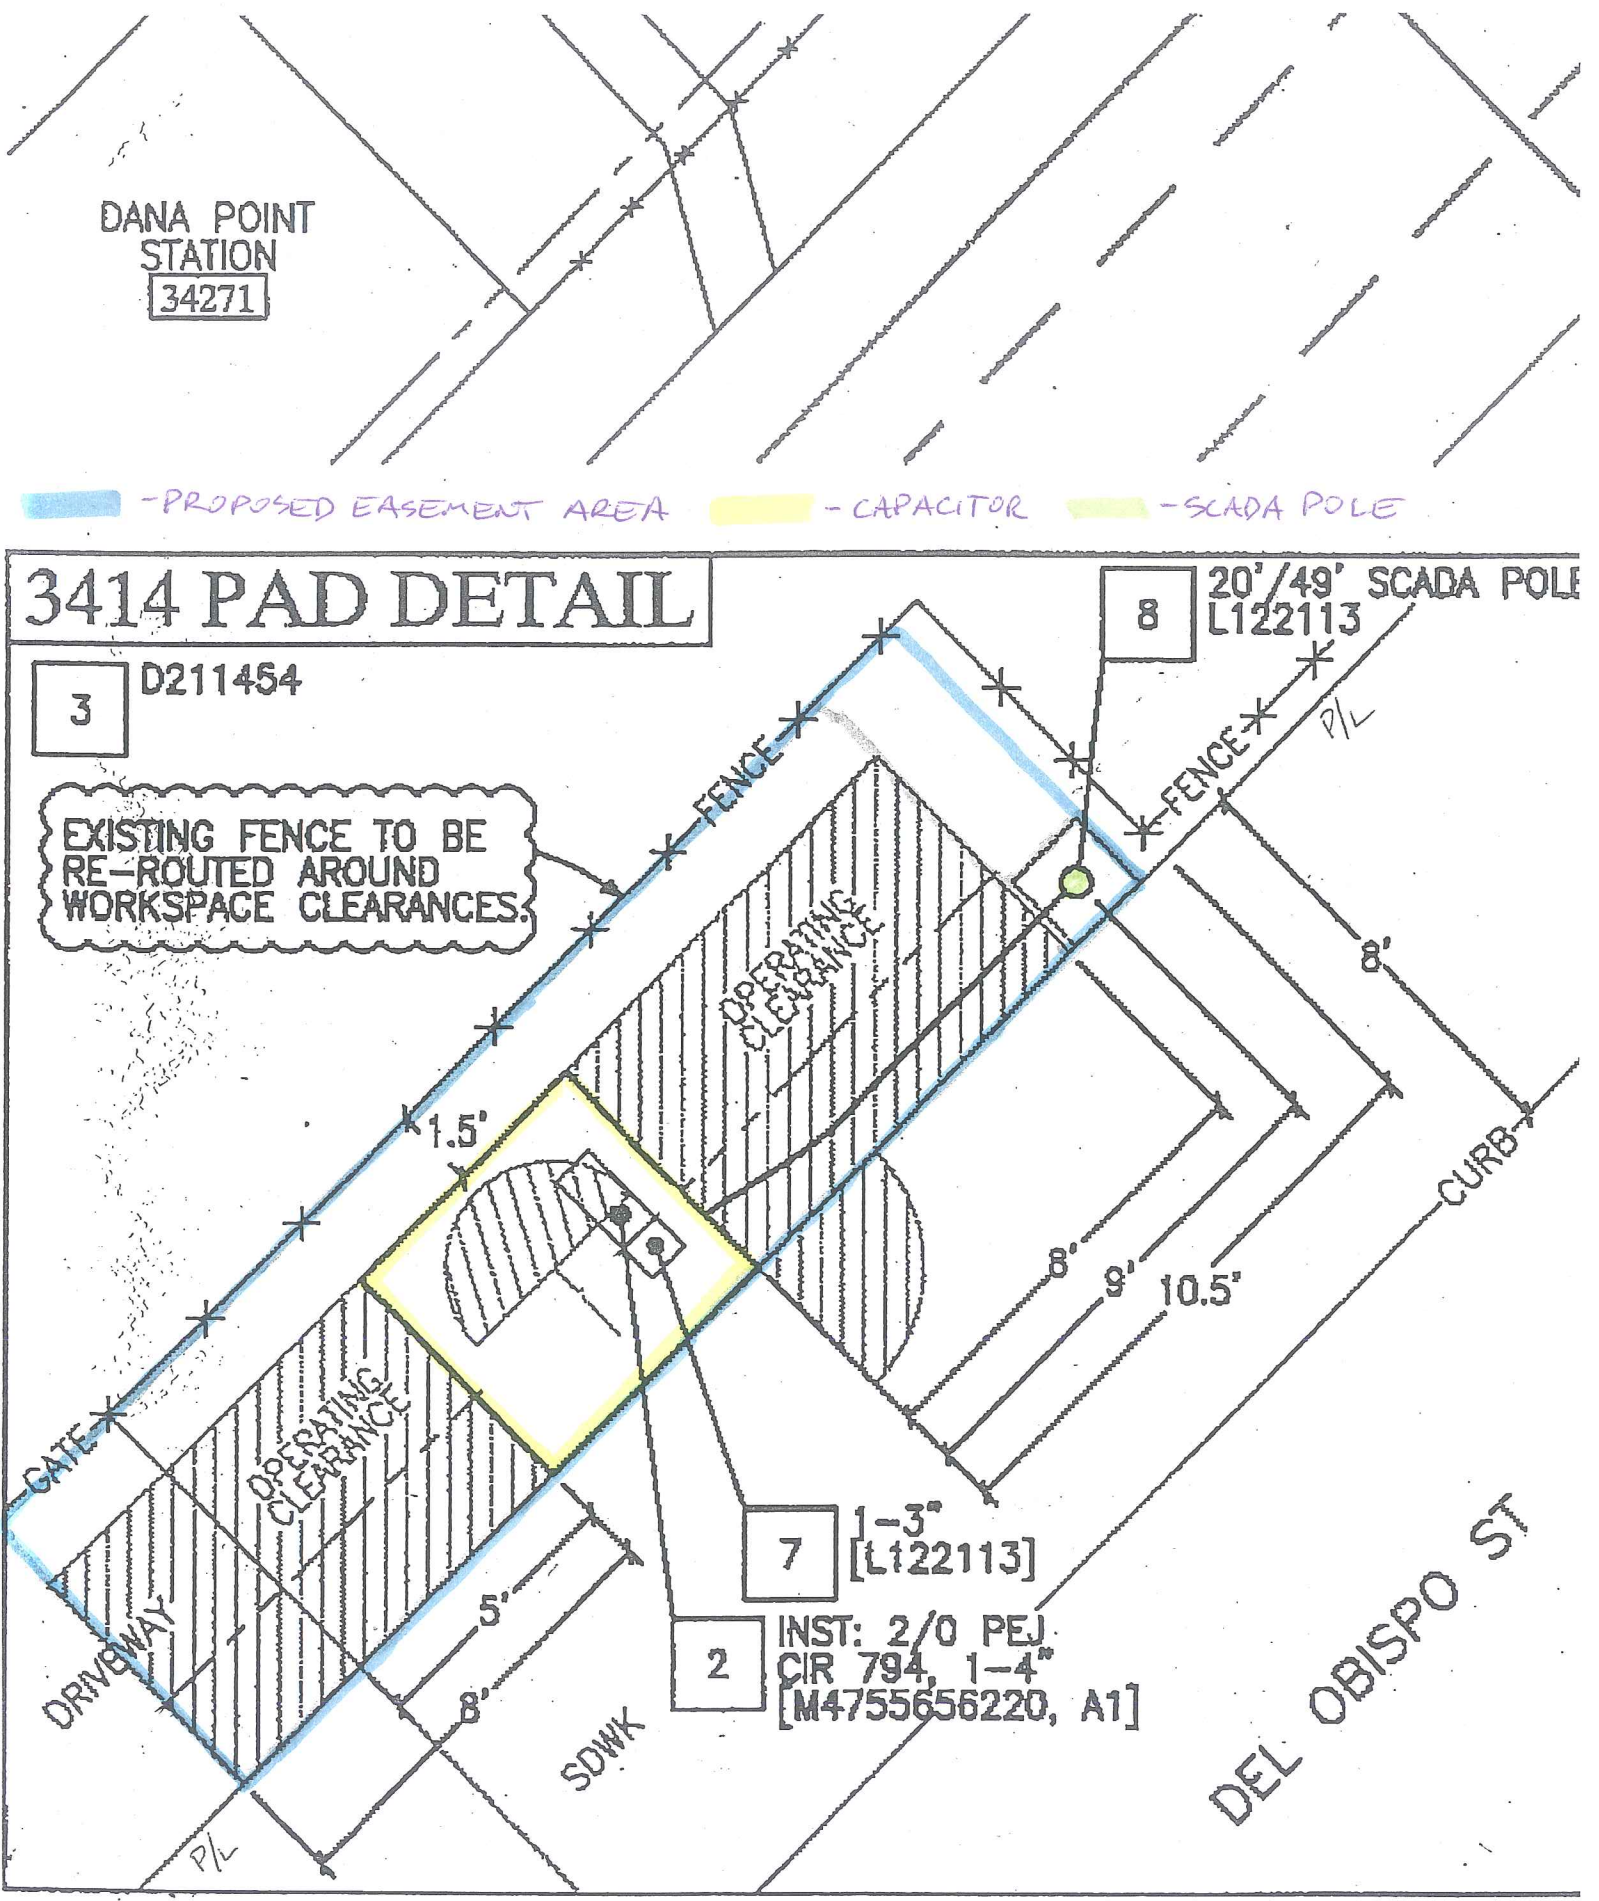 DANA POINT
STATION
34271
-PROPOSED EASEMENT AREA
-CAPACITOR
-SCADA POLE
3414 PAD DETAIL
8
20'/49' SCADA POLE
L122113
3
D211454
P/L
FENCE
FENCE
EXISTING FENCE TO BE
RE-ROUTED AROUND
WORKSPACE CLEARANCES.
8'
OPERATING
CLEARANCE
1.5'
CURB
8'
9'
10.5'
OPERATING
CLEARANCE
GATE
7
1-3"
[L122113]
5'
DRIVEWAY
8'
2
INST: 2/0 PEJ
CIR 794, 1-4"
[M4755656220, A1]
SDWK
DEL OBISPO ST
P/L